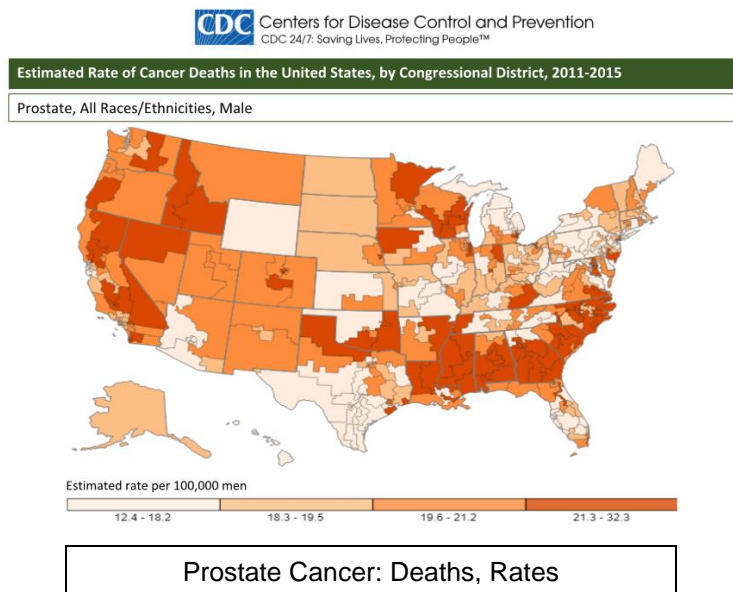 CDC Centers for Disease Control and Prevention
CDC 24/7: Saving Lives, Protecting People™
Estimated Rate of Cancer Deaths in the United States, by Congressional District, 2011-2015
Prostate, All Races/Ethnicities, Male
Estimated rate per 100,000 men
12.4 - 18.2 18.3 - 19.5 19.6 - 21.2 21.3 - 32.3
Prostate Cancer: Deaths, Rates